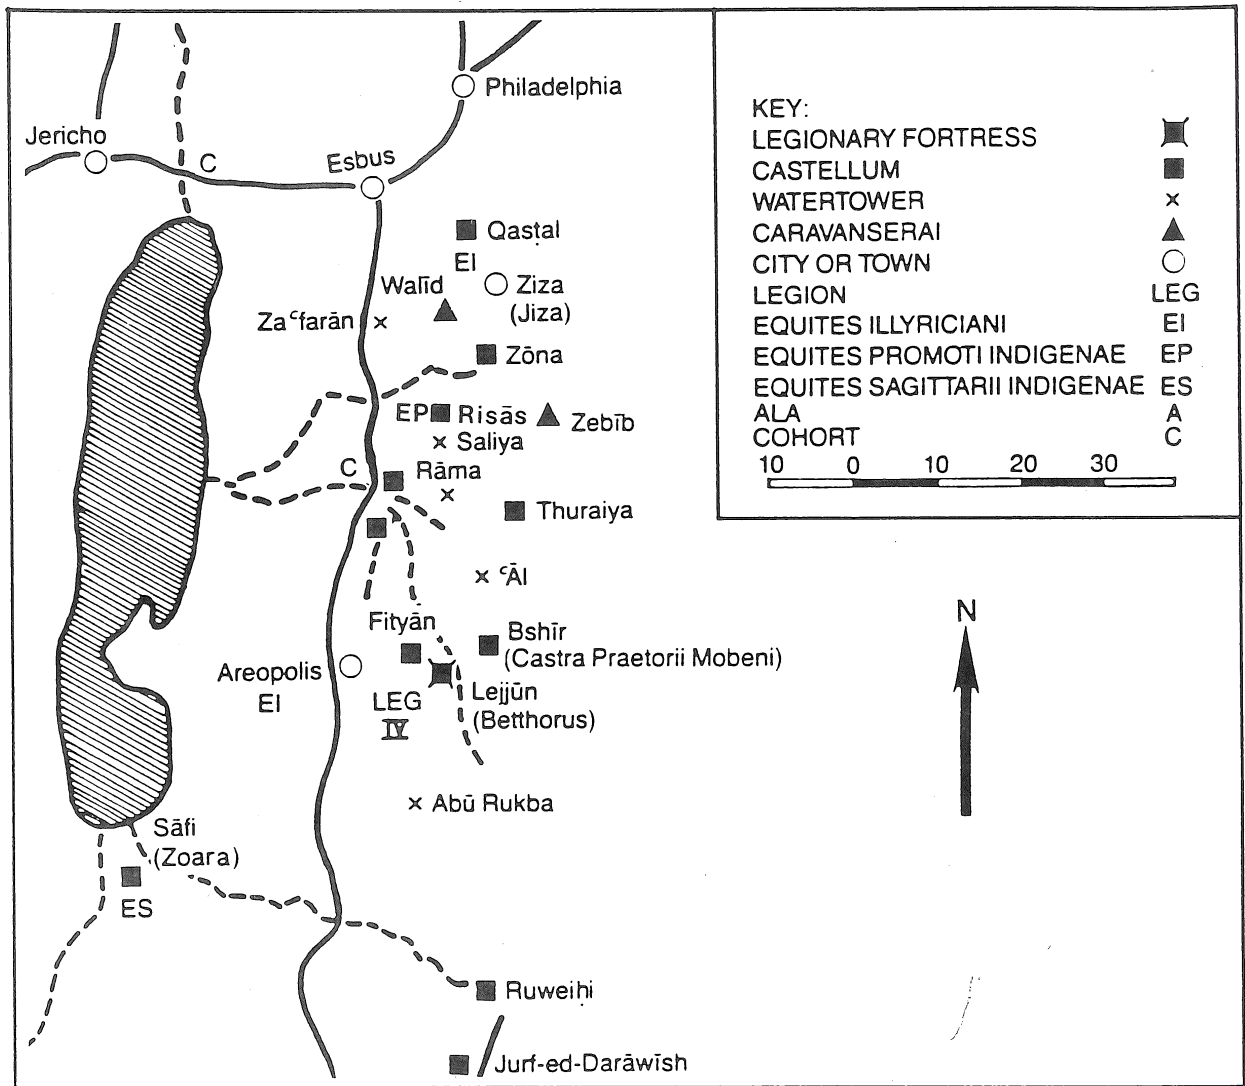 Philadelphia
Jericho
C
Esbus
Qasṭal
EI
Walīd
Ziza
(Jiza)
Zaᶜfarān
Zōna
EP
Risās
Zebīb
Saliya
C
Rāma
Thuraiya
ᶜĀl
Fityān
Bshīr
(Castra Praetorii Mobeni)
Areopolis
EI
LEG
IV
Lejjūn
(Betthorus)
Abū Rukba
Sāfi
(Zoara)
ES
Ruweiḥi
Jurf-ed-Darāwīsh
KEY:
LEGIONARY FORTRESS
CASTELLUM
WATERTOWER
CARAVANSERAI
CITY OR TOWN
LEGION LEG
EQUITES ILLYRICIANI EI
EQUITES PROMOTI INDIGENAE EP
EQUITES SAGITTARII INDIGENAE ES
ALA A
COHORT C
10 0 10 20 30
N